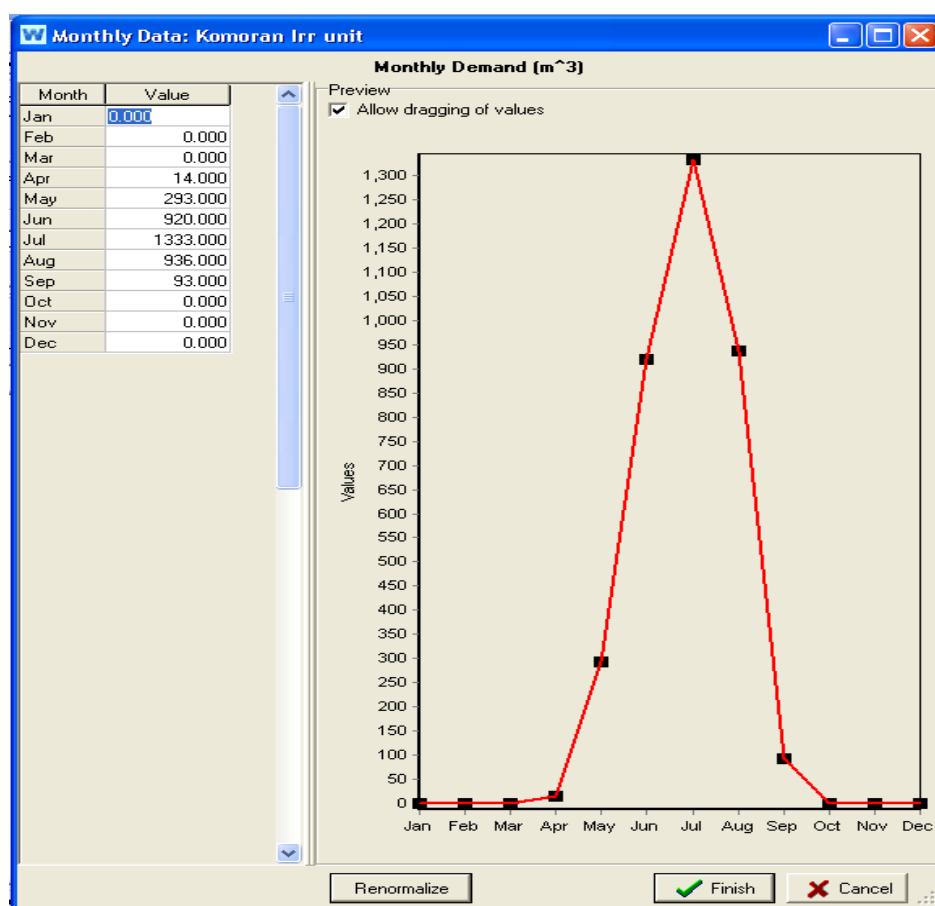 Monthly Data: Komoran Irr unit
Monthly Demand (m^3)
Month Value
Jan 0.000
Feb 0.000
Mar 0.000
Apr 14.000
May 293.000
Jun 920.000
Jul 1333.000
Aug 936.000
Sep 93.000
Oct 0.000
Nov 0.000
Dec 0.000
Preview
Allow dragging of values
1,300
1,250
1,200
1,150
1,100
1,050
1,000
950
900
850
800
750
700
650
600
550
500
450
400
350
300
250
200
150
100
50
0
Values
Jan Feb Mar Apr May Jun Jul Aug Sep Oct Nov Dec
Renormalize Finish Cancel